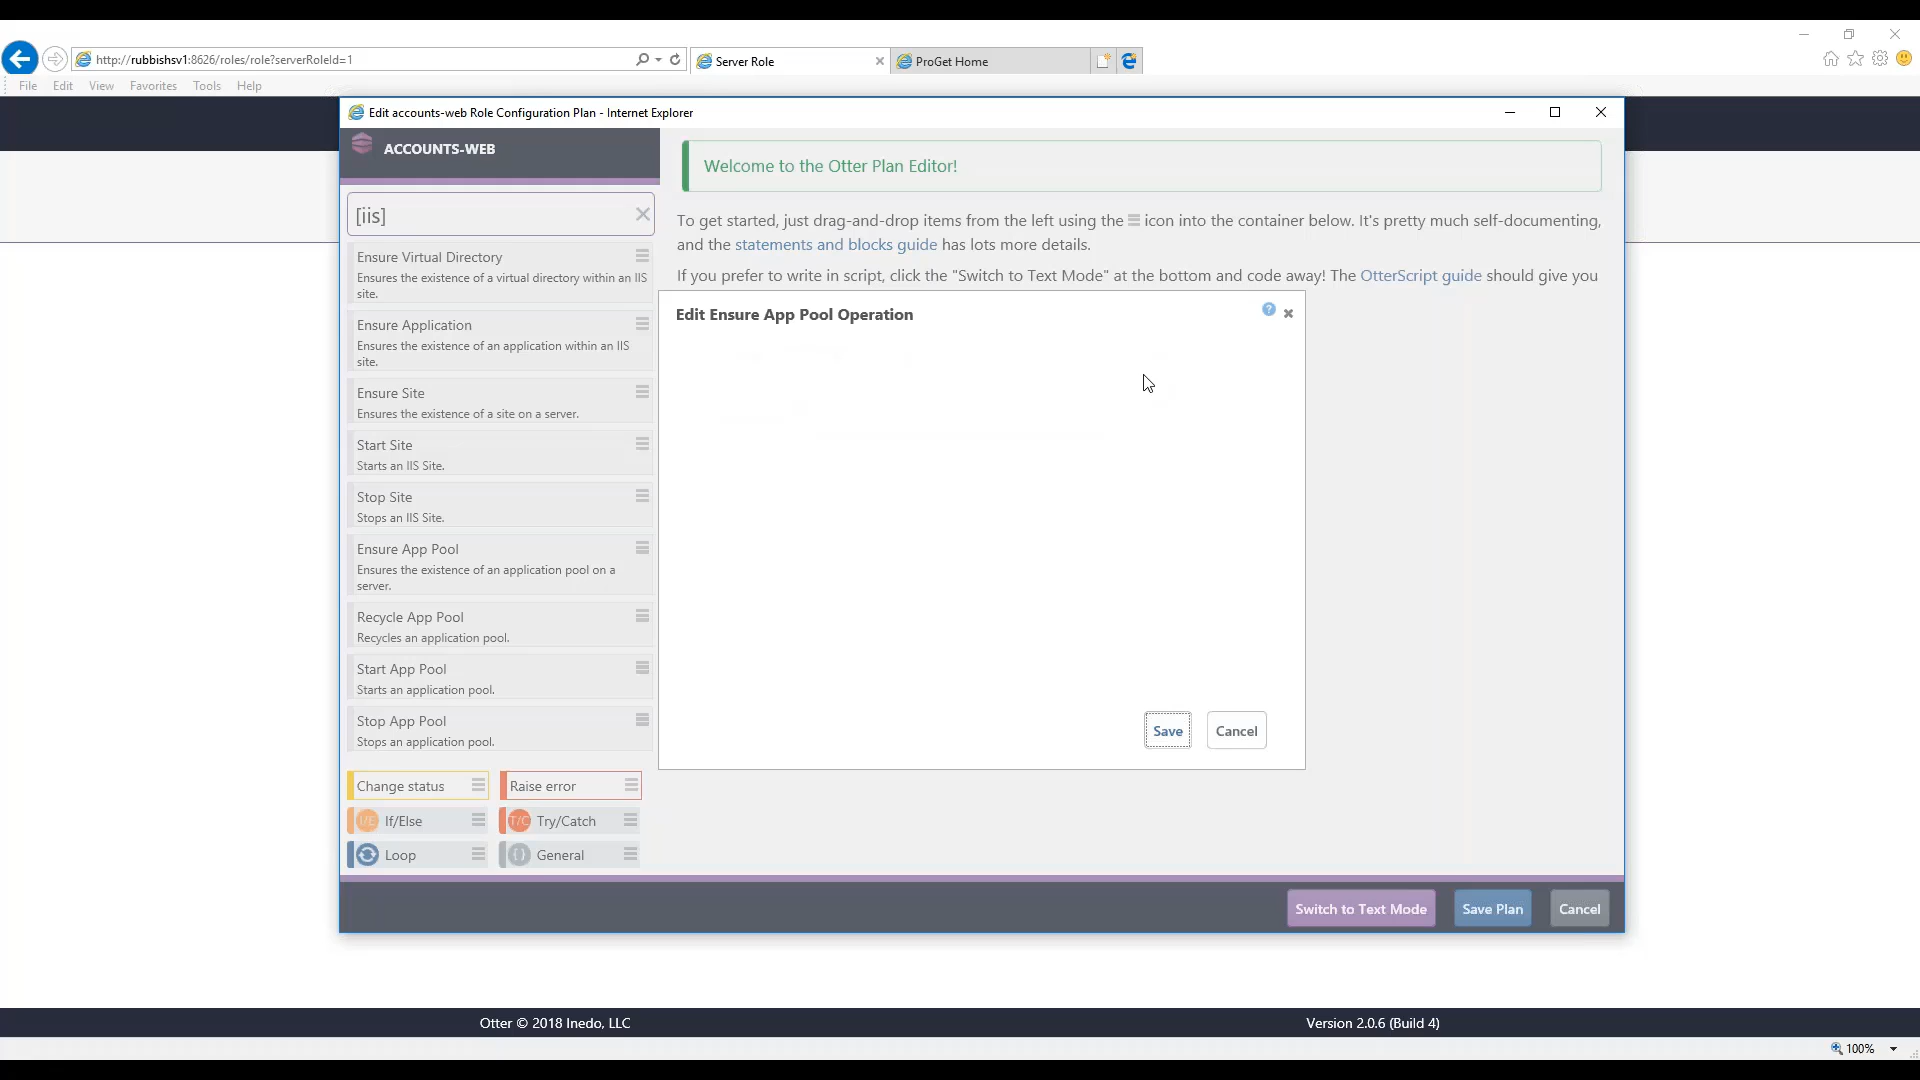 http://rubbishsv1:8626/roles/role?serverRoleId=1
Server Role
ProGet Home
File Edit View Favorites Tools Help
Edit accounts-web Role Configuration Plan - Internet Explorer
ACCOUNTS-WEB
[iis]
Ensure Virtual Directory
Ensures the existence of a virtual directory within an IIS
site.
Ensure Application
Ensures the existence of an application within an IIS
site.
Ensure Site
Ensures the existence of a site on a server.
Start Site
Starts an IIS Site.
Stop Site
Stops an IIS Site.
Ensure App Pool
Ensures the existence of an application pool on a
server.
Recycle App Pool
Recycles an application pool.
Start App Pool
Starts an application pool.
Stop App Pool
Stops an application pool.
Change status
Raise error
I/E If/Else
T/C Try/Catch
Loop
{} General
Welcome to the Otter Plan Editor!
To get started, just drag-and-drop items from the left using the icon into the container below. It's pretty much self-documenting,
and the statements and blocks guide has lots more details.
If you prefer to write in script, click the "Switch to Text Mode" at the bottom and code away! The OtterScript guide should give you
Edit Ensure App Pool Operation
Save
Cancel
Switch to Text Mode
Save Plan
Cancel
Otter © 2018 Inedo, LLC
Version 2.0.6 (Build 4)
100%